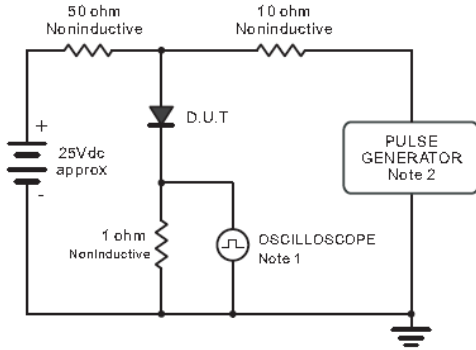 50 ohm
Noninductive
10 ohm
Noninductive
D.U.T
+
25Vdc
approx
-
PULSE
GENERATOR
Note 2
1 ohm
NonInductive
OSCILLOSCOPE
Note 1